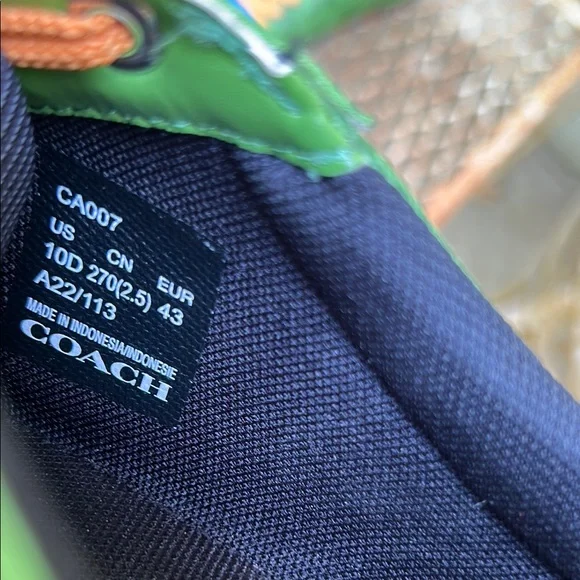 CA007
US CN EUR
10D 270(2.5) 43
A22/113
MADE IN INDONESIA/INDONESIE
COACH